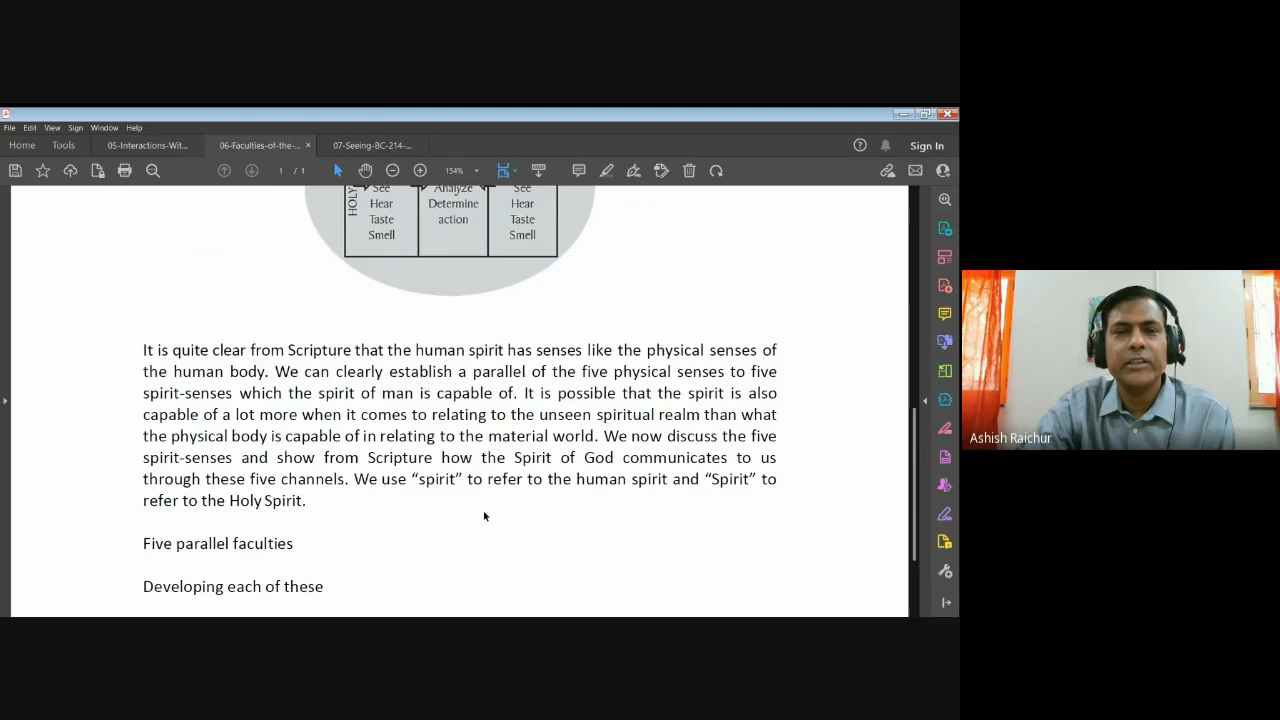 File Edit View Sign Window Help
Home Tools 05-Interactions-Wit... 06-Faculties-of-the-... × 07-Seeing-BC-214-... Sign In
1 / 1 154%
HOLY
See Analyze See
Hear Determine Hear
Taste action Taste
Smell Smell
It is quite clear from Scripture that the human spirit has senses like the physical senses of
the human body. We can clearly establish a parallel of the five physical senses to five
spirit-senses which the spirit of man is capable of. It is possible that the spirit is also
capable of a lot more when it comes to relating to the unseen spiritual realm than what
the physical body is capable of in relating to the material world. We now discuss the five
spirit-senses and show from Scripture how the Spirit of God communicates to us
through these five channels. We use “spirit” to refer to the human spirit and “Spirit” to
refer to the Holy Spirit.
Five parallel faculties
Developing each of these
Ashish Raichur